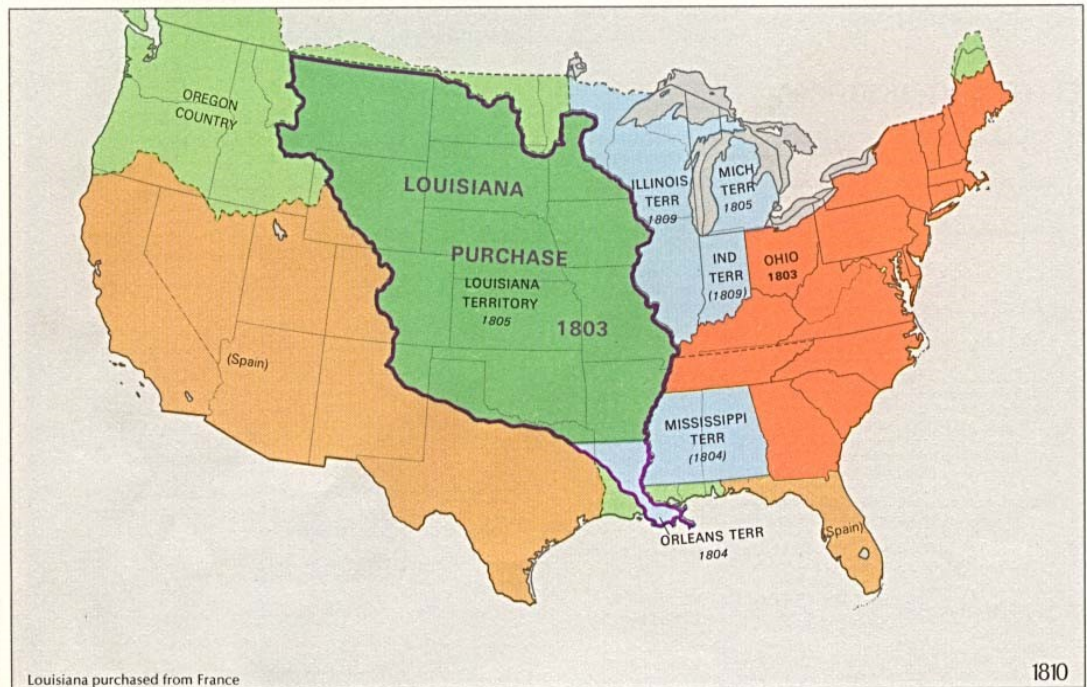 OREGON
COUNTRY
LOUISIANA
PURCHASE
LOUISIANA
TERRITORY
1805
1803
ILLINOIS
TERR
1809
MICH
TERR
1805
IND
TERR
(1809)
OHIO
1803
(Spain)
MISSISSIPPI
TERR
(1804)
ORLEANS TERR
1804
(Spain)
Louisiana purchased from France
1810